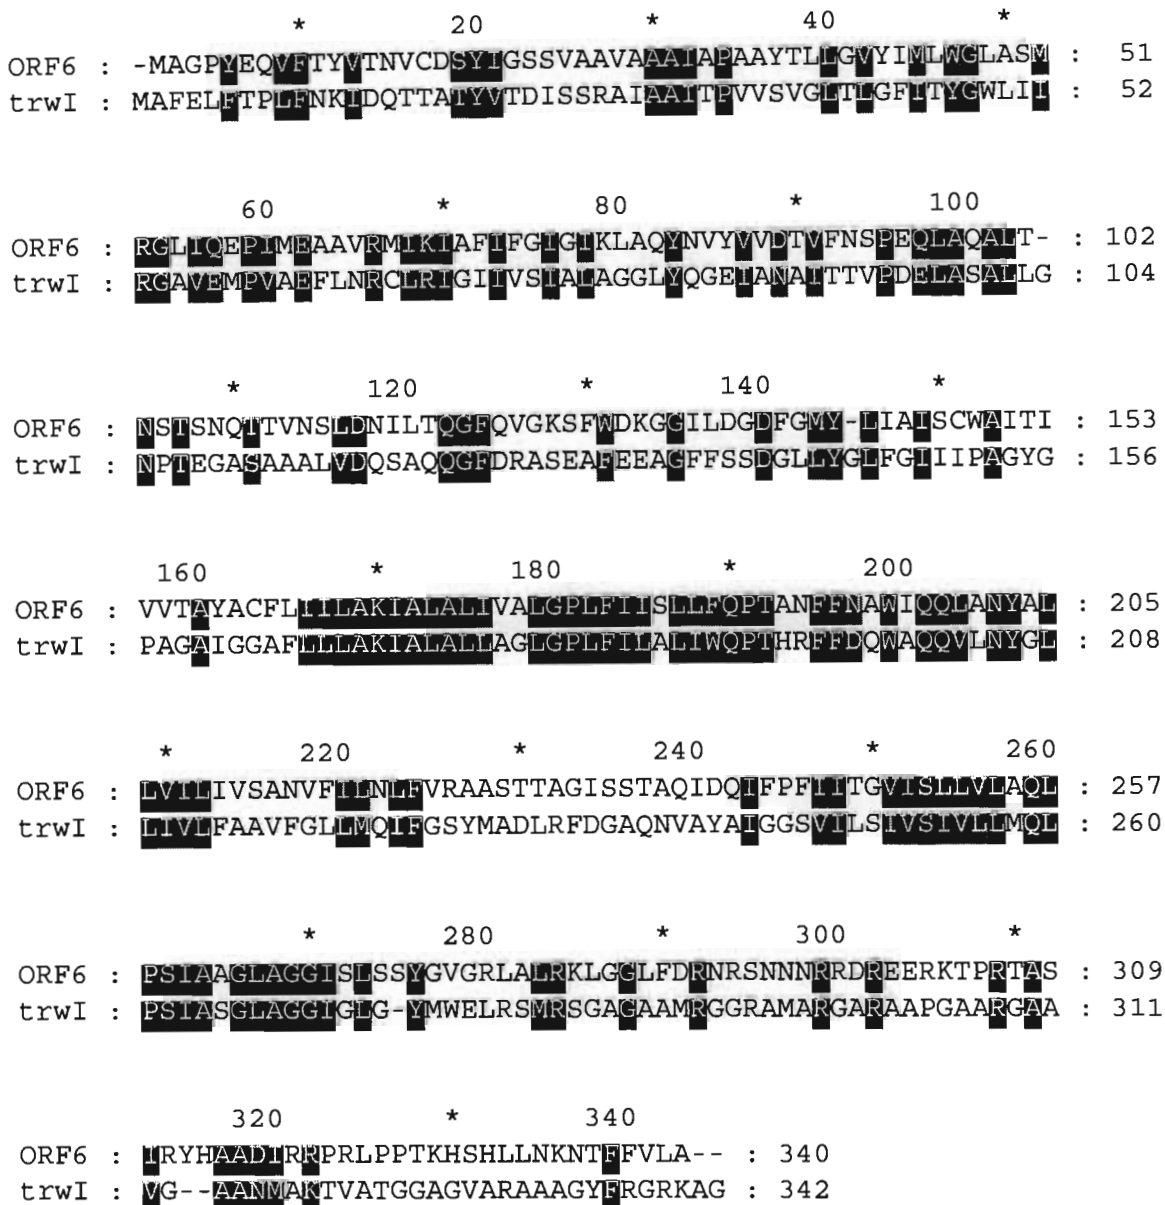 * 20 * 40 *
ORF6 : -MAGPYEQVFTYVTNVCDSYIGSSVAAVAAAIAPAAYTLLGVYIMLWGLASM : 51
trwI : MAFELFTPLFNKIDQTTATYVTDISSRAIAAITPVVSVGLTLGFITYGWLII : 52
60 * 80 * 100
ORF6 : RGLIQEPIMEAAVRMIKIAFIFGIGIKLAQYNVYVVDTVFNSPEQLAQALT- : 102
trwI : RGAVEMPVAEFLNRCLRIGIIVSIALAGGLYQGEIANAITTVPDELASALLG : 104
* 120 * 140 *
ORF6 : NSTSNQTTVNSLDNILTQGFQVGKSFWDKGGILDGDFGMY-LIAISCWAITI : 153
trwI : NPTEGASAAALVDQSAQQGFDRASEAFEEAGFFSSDGLLYGLFGIIIPAGYG : 156
160 * 180 * 200
ORF6 : VVTAYACFLIILAKIALALIVALGPLFIISLLFQPTANFFNAWIQQLANYAL : 205
trwI : PAGAIGGAFLLLAKIALALLAGLGPLFILALIWQPTHRFFDQWAQQVLNYGL : 208
* 220 * 240 * 260
ORF6 : LVILIVSANVFILNLFVRAASTTAGISSTAQIDQIFPFIITGVISLLVLAQL : 257
trwI : LIVLFAAVFGLLMQIFGSYMADLRFDGAQNVAYAIGGSVILSIVSIVLLMQL : 260
* 280 * 300 *
ORF6 : PSIAAGLAGGISLSSYGVGRLALRKLGGLFDRNRSNNNRRDREERKTPRTAS : 309
trwI : PSIASGLAGGIGLG-YMWELRSMRSGAGAAMRGGRAMARGARAAPGAARGAA : 311
320 * 340
ORF6 : IRYHAADIRRPRLPPTKHSHLLNKNTFFVLA-- : 340
trwI : VG--AANMAKTVATGGAGVARAAAGYFRGRKAG : 342